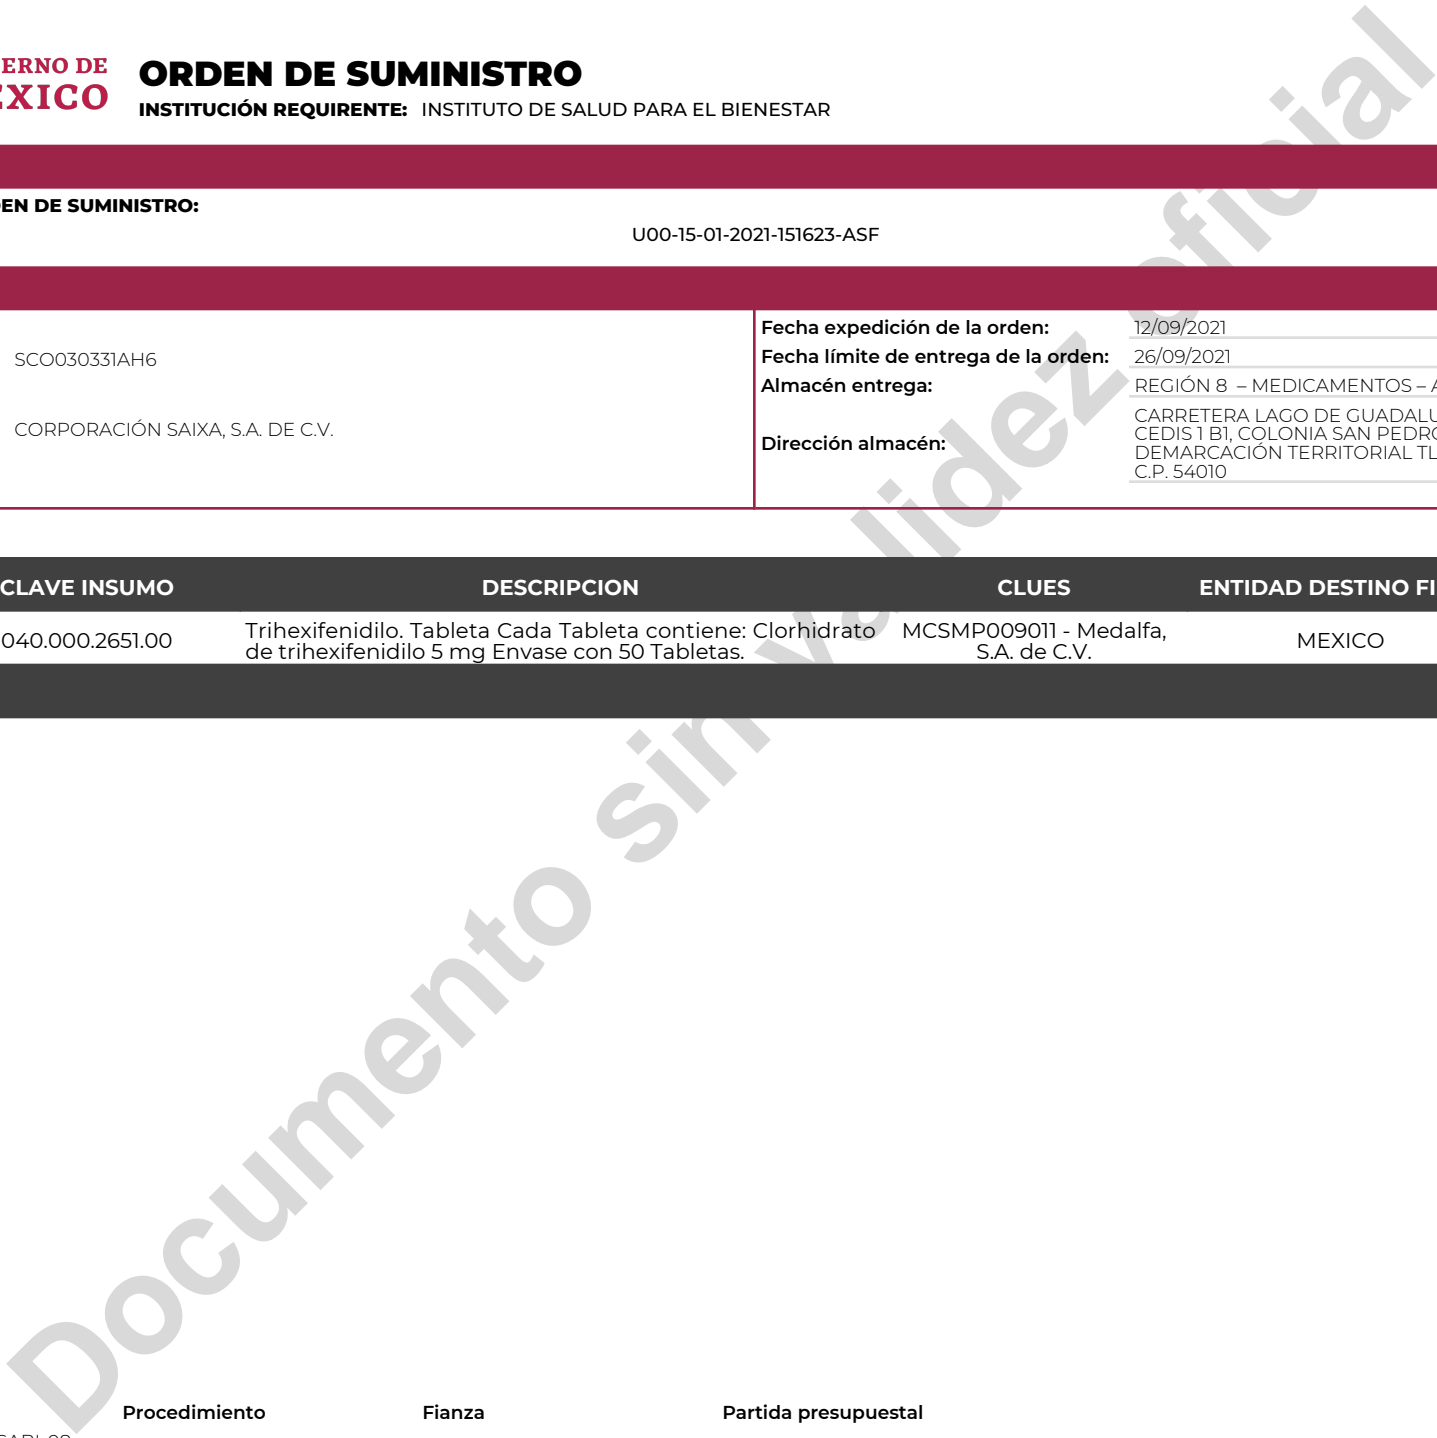 ERNO DE
EXICO
ORDEN DE SUMINISTRO
INSTITUCIÓN REQUIRENTE: INSTITUTO DE SALUD PARA EL BIENESTAR
EN DE SUMINISTRO:
U00-15-01-2021-151623-ASF
SCO030331AH6
CORPORACIÓN SAIXA, S.A. DE C.V.
Fecha expedición de la orden: 12/09/2021
Fecha límite de entrega de la orden: 26/09/2021
Almacén entrega: REGIÓN 8 – MEDICAMENTOS – A
Dirección almacén:
CARRETERA LAGO DE GUADALU
CEDIS 1 B1, COLONIA SAN PEDRO
DEMARCACIÓN TERRITORIAL TL
C.P. 54010
CLAVE INSUMO DESCRIPCION CLUES ENTIDAD DESTINO FI
040.000.2651.00
Trihexifenidilo. Tableta Cada Tableta contiene: Clorhidrato
de trihexifenidilo 5 mg Envase con 50 Tabletas.
MCSMP009011 - Medalfa,
S.A. de C.V.
MEXICO
Documento sin validez oficial
Procedimiento Fianza Partida presupuestal